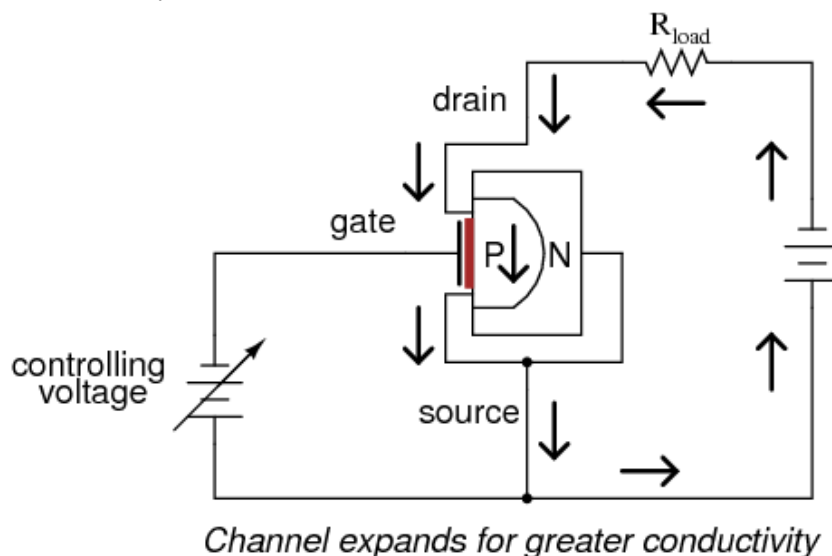 R_load
drain
gate
P
N
controlling
voltage
source
Channel expands for greater conductivity